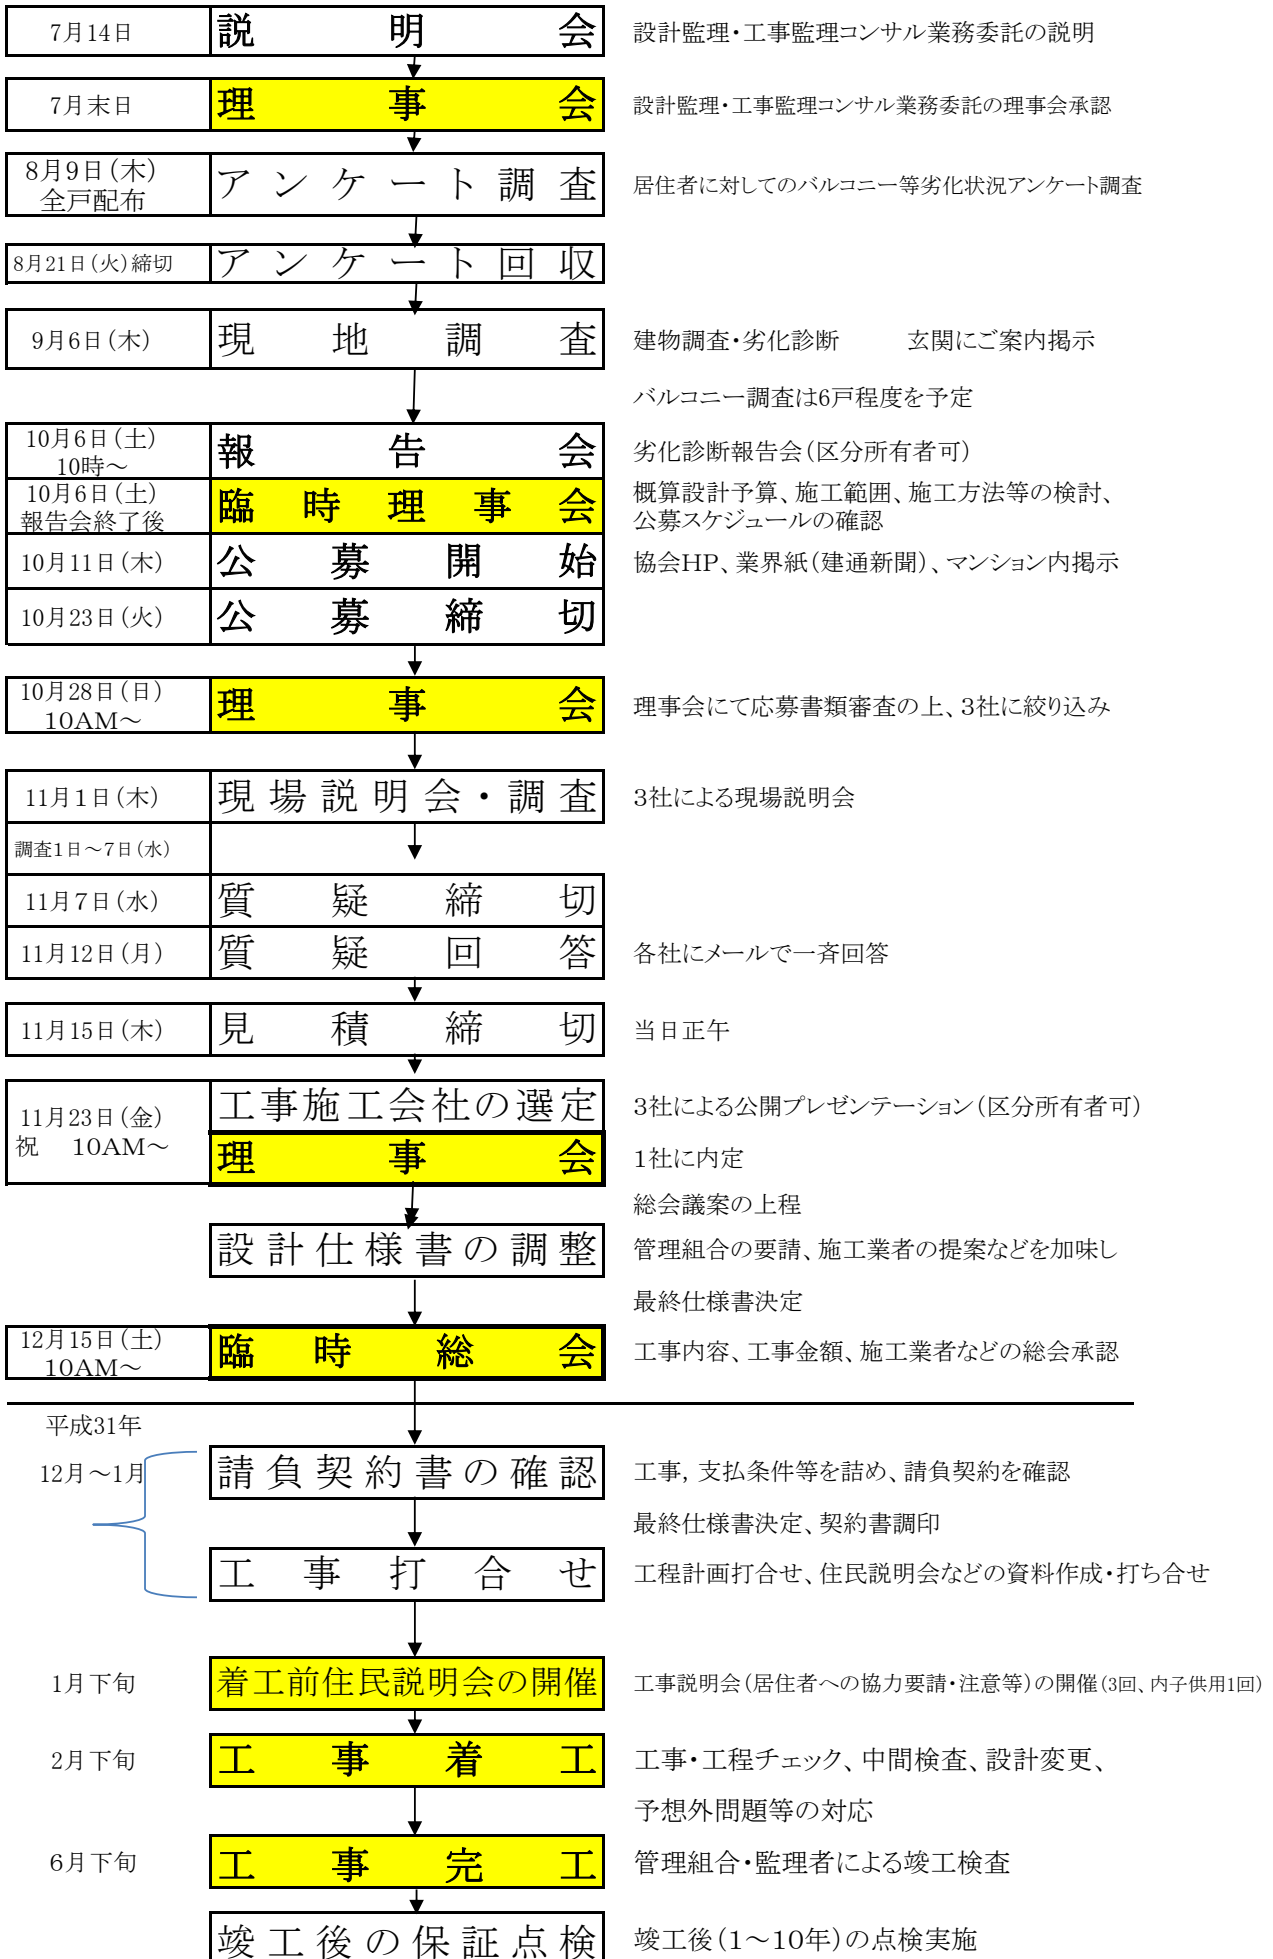 7月14日 説明会 設計監理・工事監理コンサル業務委託の説明
7月末日 理事会 設計監理・工事監理コンサル業務委託の理事会承認
8月9日(木)
全戸配布
アンケート調査 居住者に対してのバルコニー等劣化状況アンケート調査
8月21日(火)締切 アンケート回収
9月6日(木) 現地調査 建物調査・劣化診断 玄関にご案内掲示
バルコニー調査は6戸程度を予定
10月6日(土)
10時～
報告会 劣化診断報告会(区分所有者可)
10月6日(土)
報告会終了後
臨時理事会 概算設計予算、施工範囲、施工方法等の検討、
公募スケジュールの確認
10月11日(木) 公募開始 協会HP、業界紙(建通新聞)、マンション内掲示
10月23日(火) 公募締切
10月28日(日)
10AM～
理事会 理事会にて応募書類審査の上、3社に絞り込み
11月1日(木) 現場説明会・調査 3社による現場説明会
調査1日～7日(水)
11月7日(水) 質疑締切
11月12日(月) 質疑回答 各社にメールで一斉回答
11月15日(木) 見積締切 当日正午
11月23日(金)
祝 10AM～
工事施工会社の選定 3社による公開プレゼンテーション(区分所有者可)
理事会 1社に内定
総会議案の上程
設計仕様書の調整 管理組合の要請、施工業者の提案などを加味し
最終仕様書決定
12月15日(土)
10AM～
臨時総会 工事内容、工事金額、施工業者などの総会承認
平成31年
12月～1月 請負契約書の確認 工事,支払条件等を詰め、請負契約を確認
最終仕様書決定、契約書調印
工事打合せ 工程計画打合せ、住民説明会などの資料作成・打ち合せ
1月下旬 着工前住民説明会の開催 工事説明会(居住者への協力要請・注意等)の開催(3回、内子供用1回)
2月下旬 工事着工 工事・工程チェック、中間検査、設計変更、
予想外問題等の対応
6月下旬 工事完工 管理組合・監理者による竣工検査
竣工後の保証点検 竣工後(1～10年)の点検実施